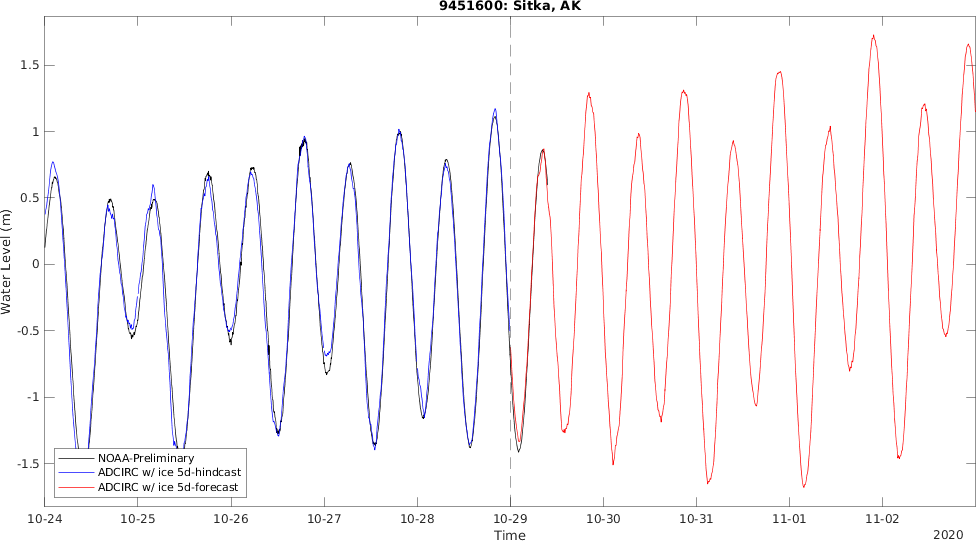 9451600: Sitka, AK
Water Level (m)
1.5
1
0.5
0
-0.5
-1
-1.5
NOAA-Preliminary
ADCIRC w/ ice 5d-hindcast
ADCIRC w/ ice 5d-forecast
10-24 10-25 10-26 10-27 10-28 10-29 10-30 10-31 11-01 11-02
Time
2020